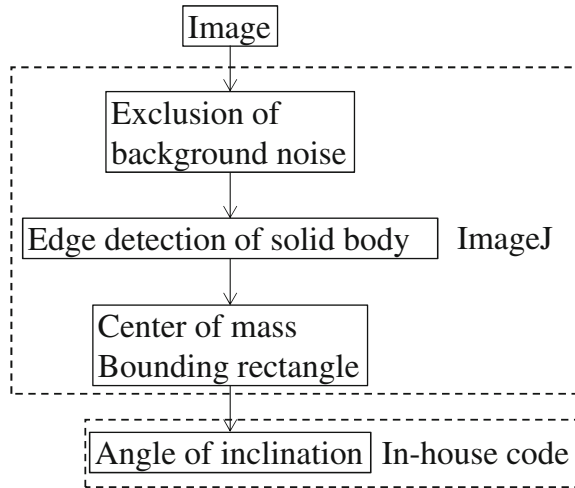 Image
Exclusion of
background noise
Edge detection of solid body
ImageJ
Center of mass
Bounding rectangle
Angle of inclination
In-house code